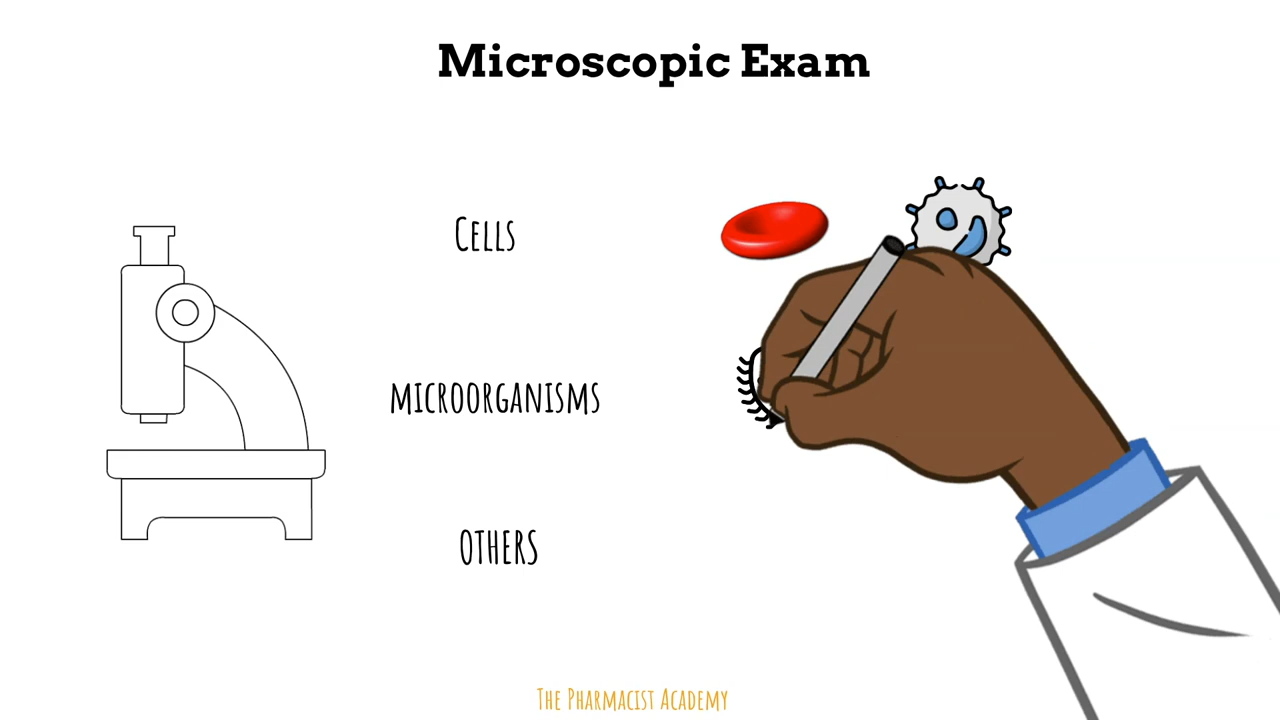 Microscopic Exam
Cells
microorganisms
others
The Pharmacist Academy